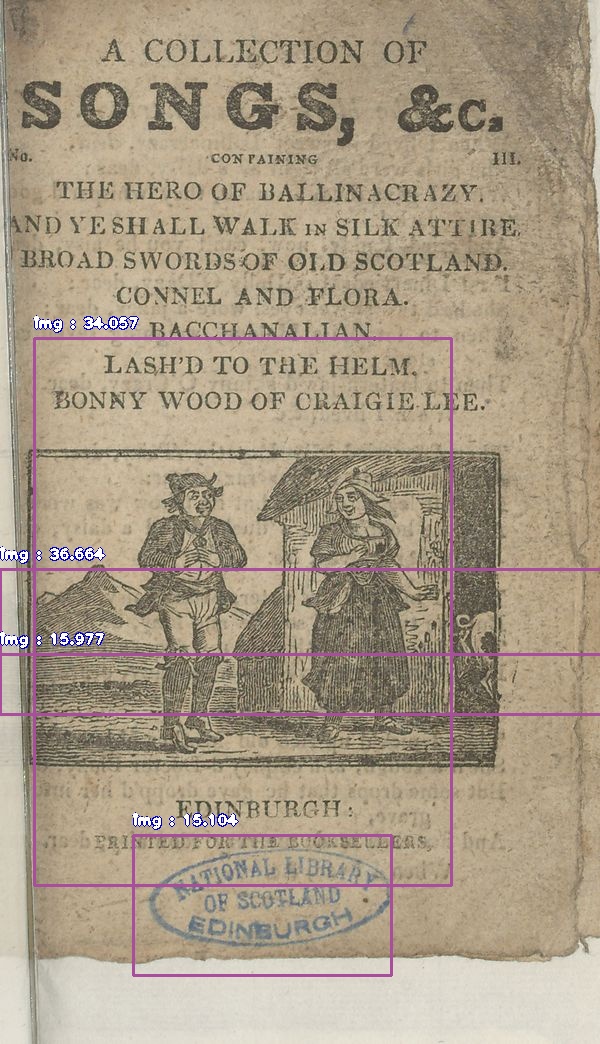 A COLLECTION OF
SONGS, &c.
No. CONTAINING III.
THE HERO OF BALLINACRAZY.
AND YE SHALL WALK IN SILK ATTIRE.
BROAD SWORDS OF OLD SCOTLAND.
CONNEL AND FLORA.
img : 34.057
BACCHANALIAN.
LASH'D TO THE HELM.
BONNY WOOD OF CRAIGIE LEE.
img : 36.664
img : 15.977
EDINBURGH:
img : 15.104
PRINTED FOR THE BOOKSELLERS.
NATIONAL LIBRARY
OF SCOTLAND
EDINBURGH